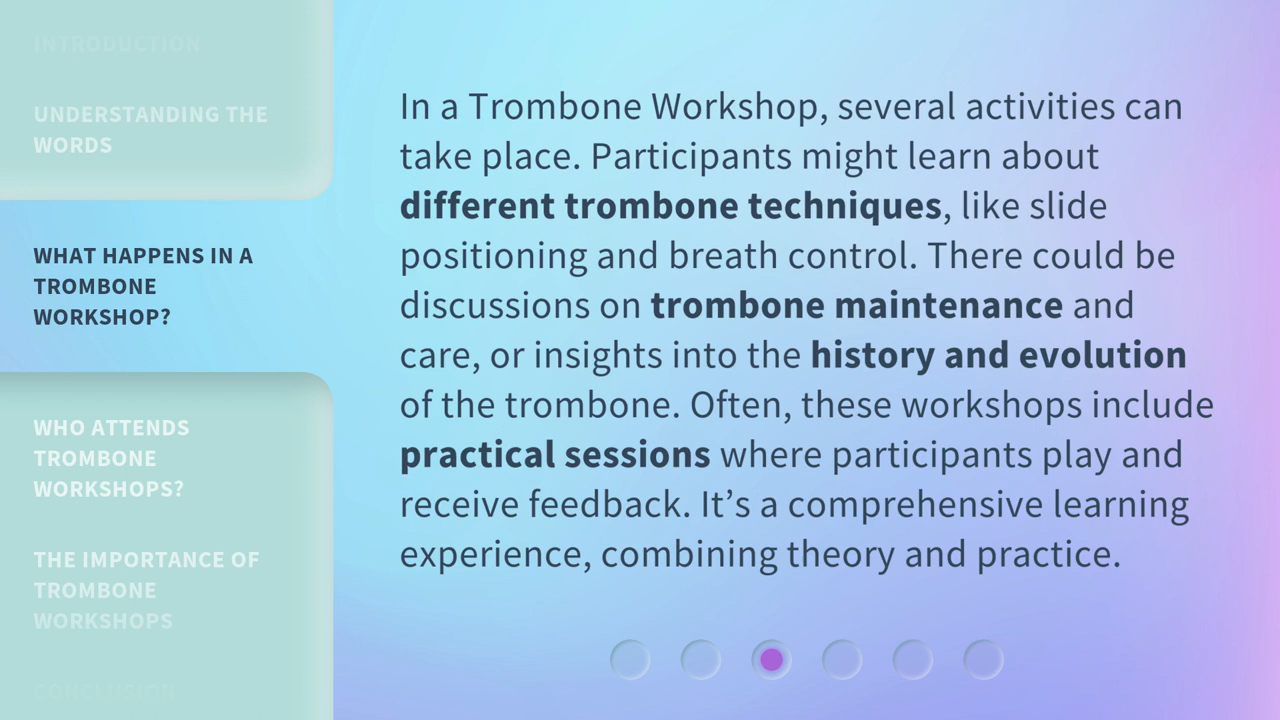 INTRODUCTION
UNDERSTANDING THE
WORDS
WHAT HAPPENS IN A
TROMBONE
WORKSHOP?
WHO ATTENDS
TROMBONE
WORKSHOPS?
THE IMPORTANCE OF
TROMBONE
WORKSHOPS
CONCLUSION
In a Trombone Workshop, several activities can
take place. Participants might learn about
different trombone techniques, like slide
positioning and breath control. There could be
discussions on trombone maintenance and
care, or insights into the history and evolution
of the trombone. Often, these workshops include
practical sessions where participants play and
receive feedback. It’s a comprehensive learning
experience, combining theory and practice.